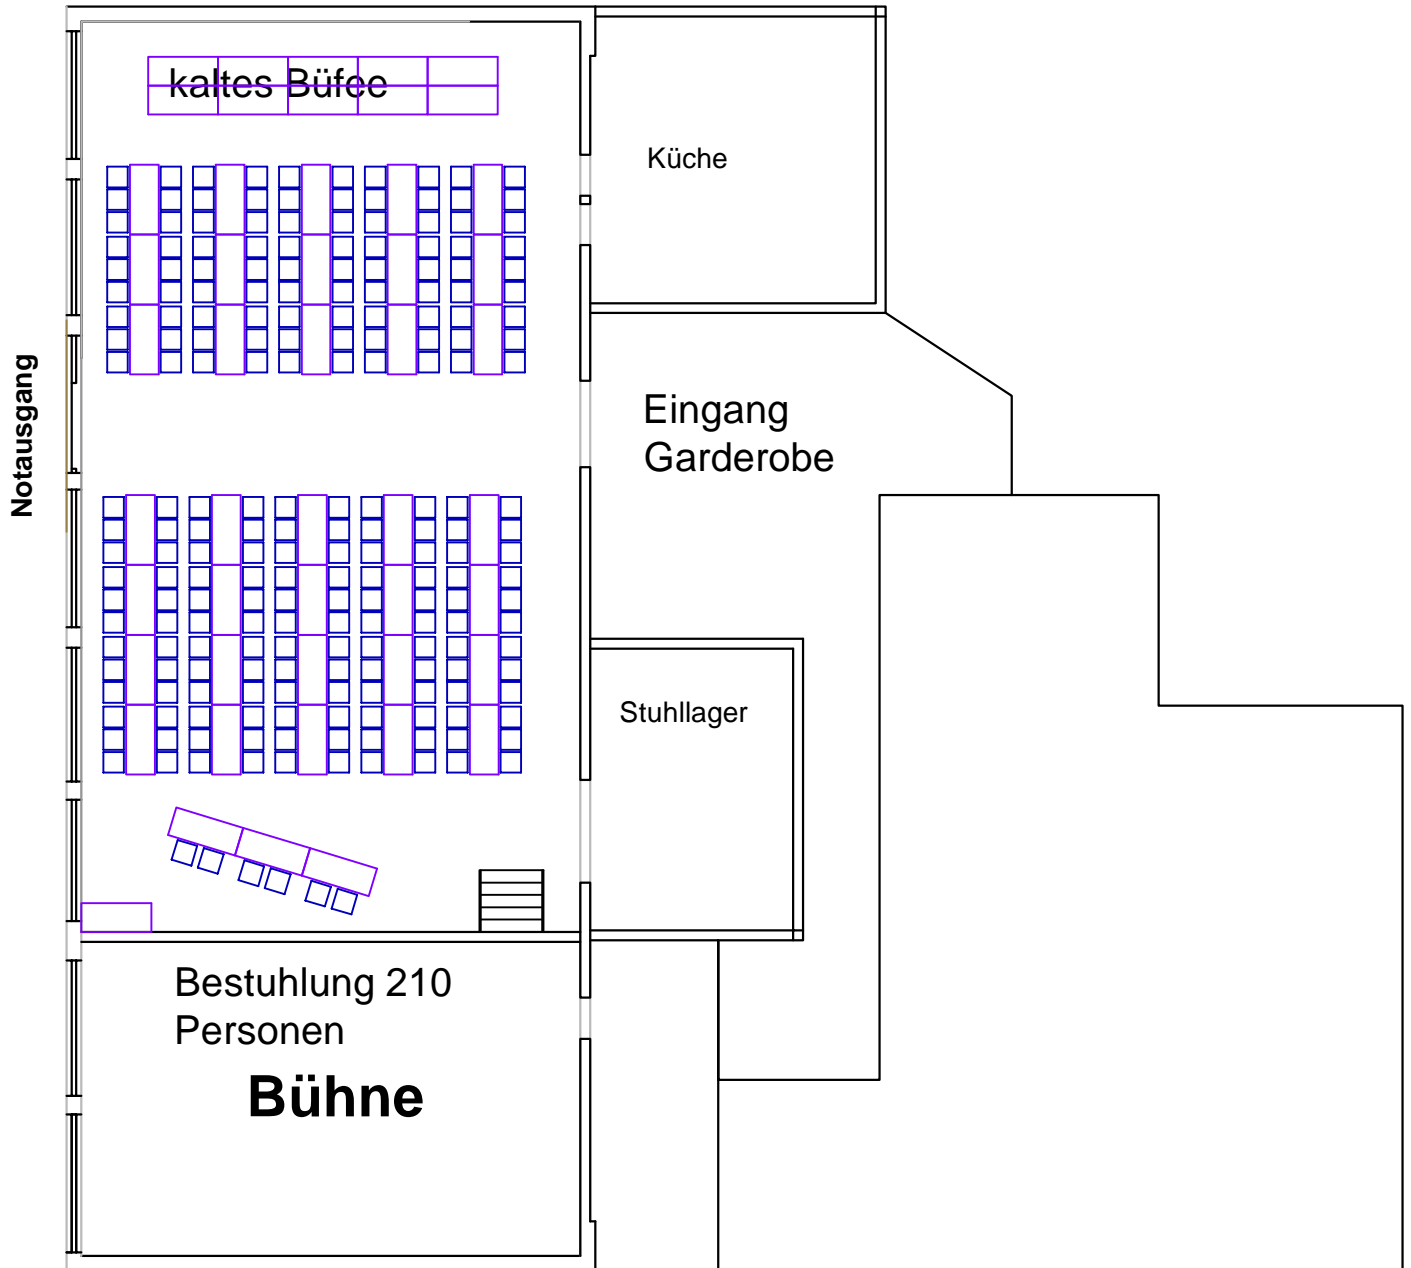 kaltes Büfee
Küche
Notausgang
Eingang
Garderobe
Stuhllager
Bestuhlung 210
Personen
Bühne